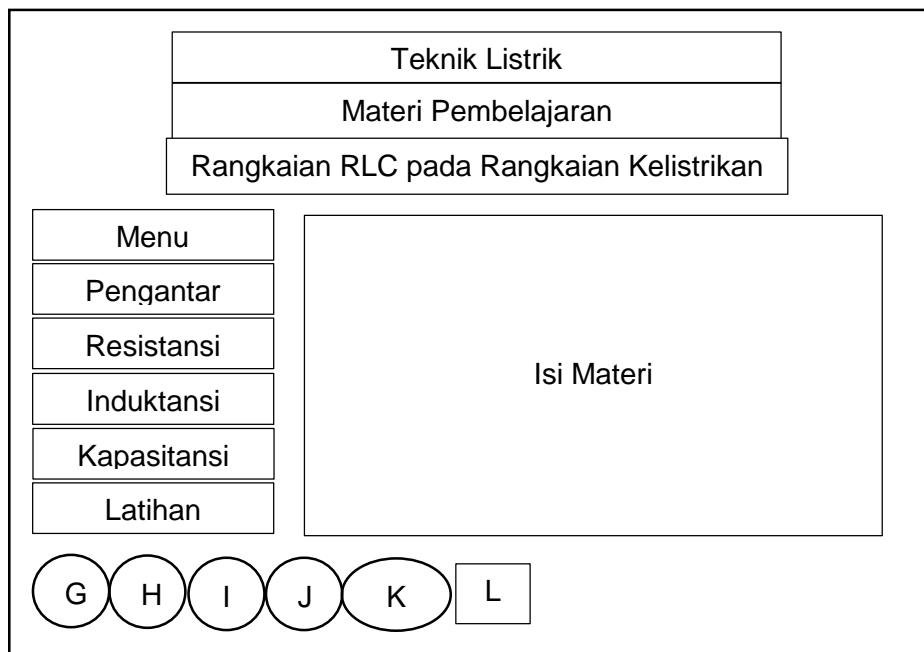 Teknik Listrik
Materi Pembelajaran
Rangkaian RLC pada Rangkaian Kelistrikan
Menu
Pengantar
Resistansi
Induktansi
Kapasitansi
Latihan
Isi Materi
G H I J K L